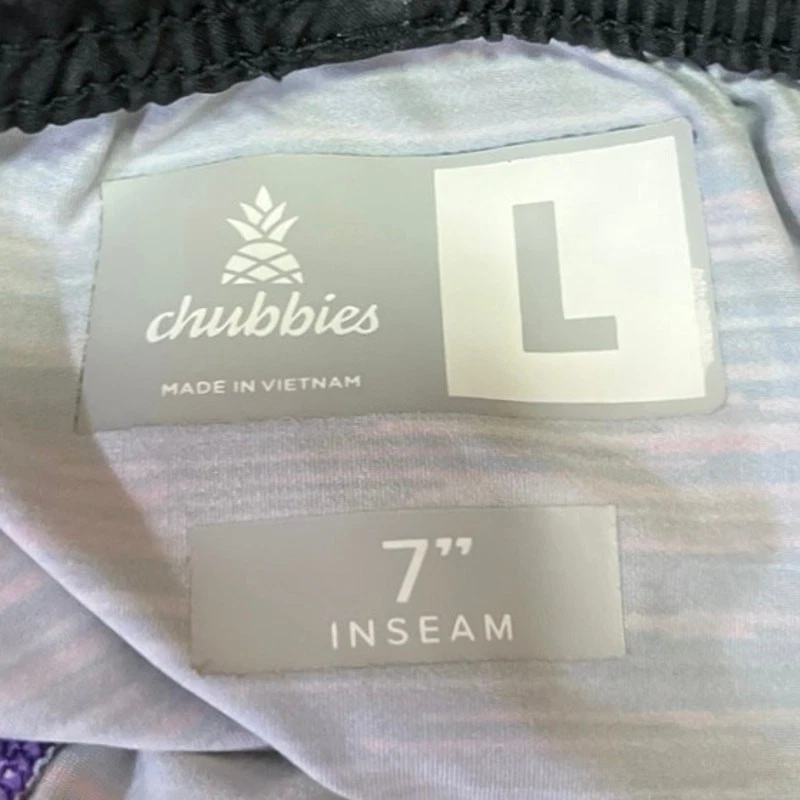 chubbies
MADE IN VIETNAM
L
7”
INSEAM